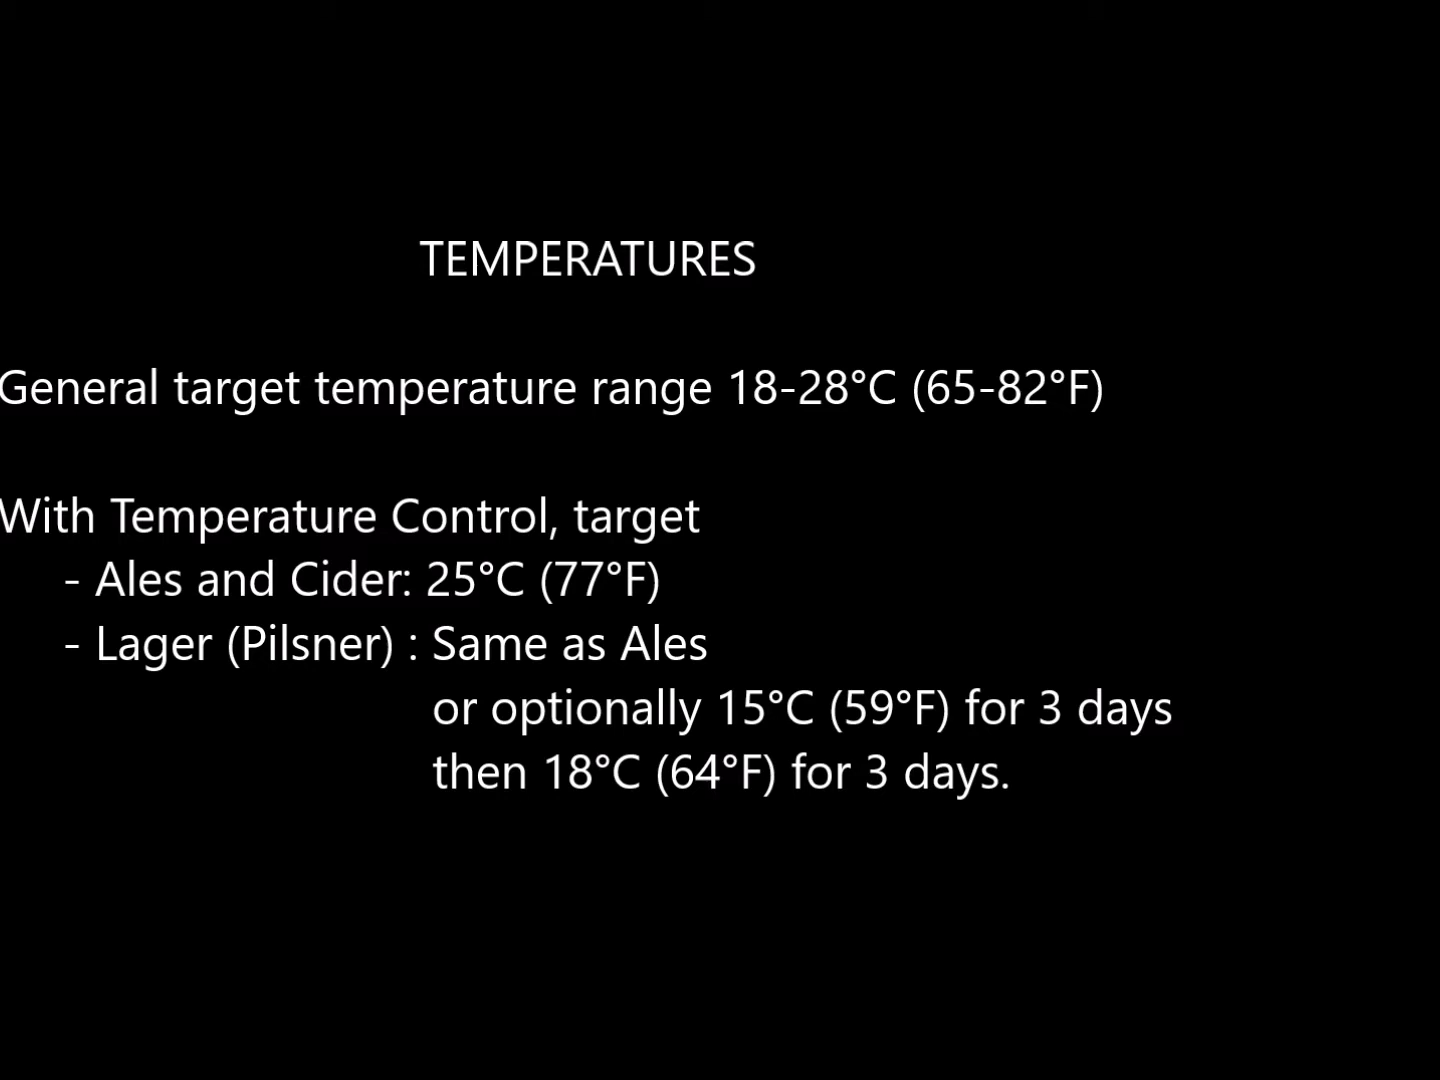 TEMPERATURES
General target temperature range 18-28°C (65-82°F)
With Temperature Control, target
- Ales and Cider: 25°C (77°F)
- Lager (Pilsner) : Same as Ales
or optionally 15°C (59°F) for 3 days
then 18°C (64°F) for 3 days.